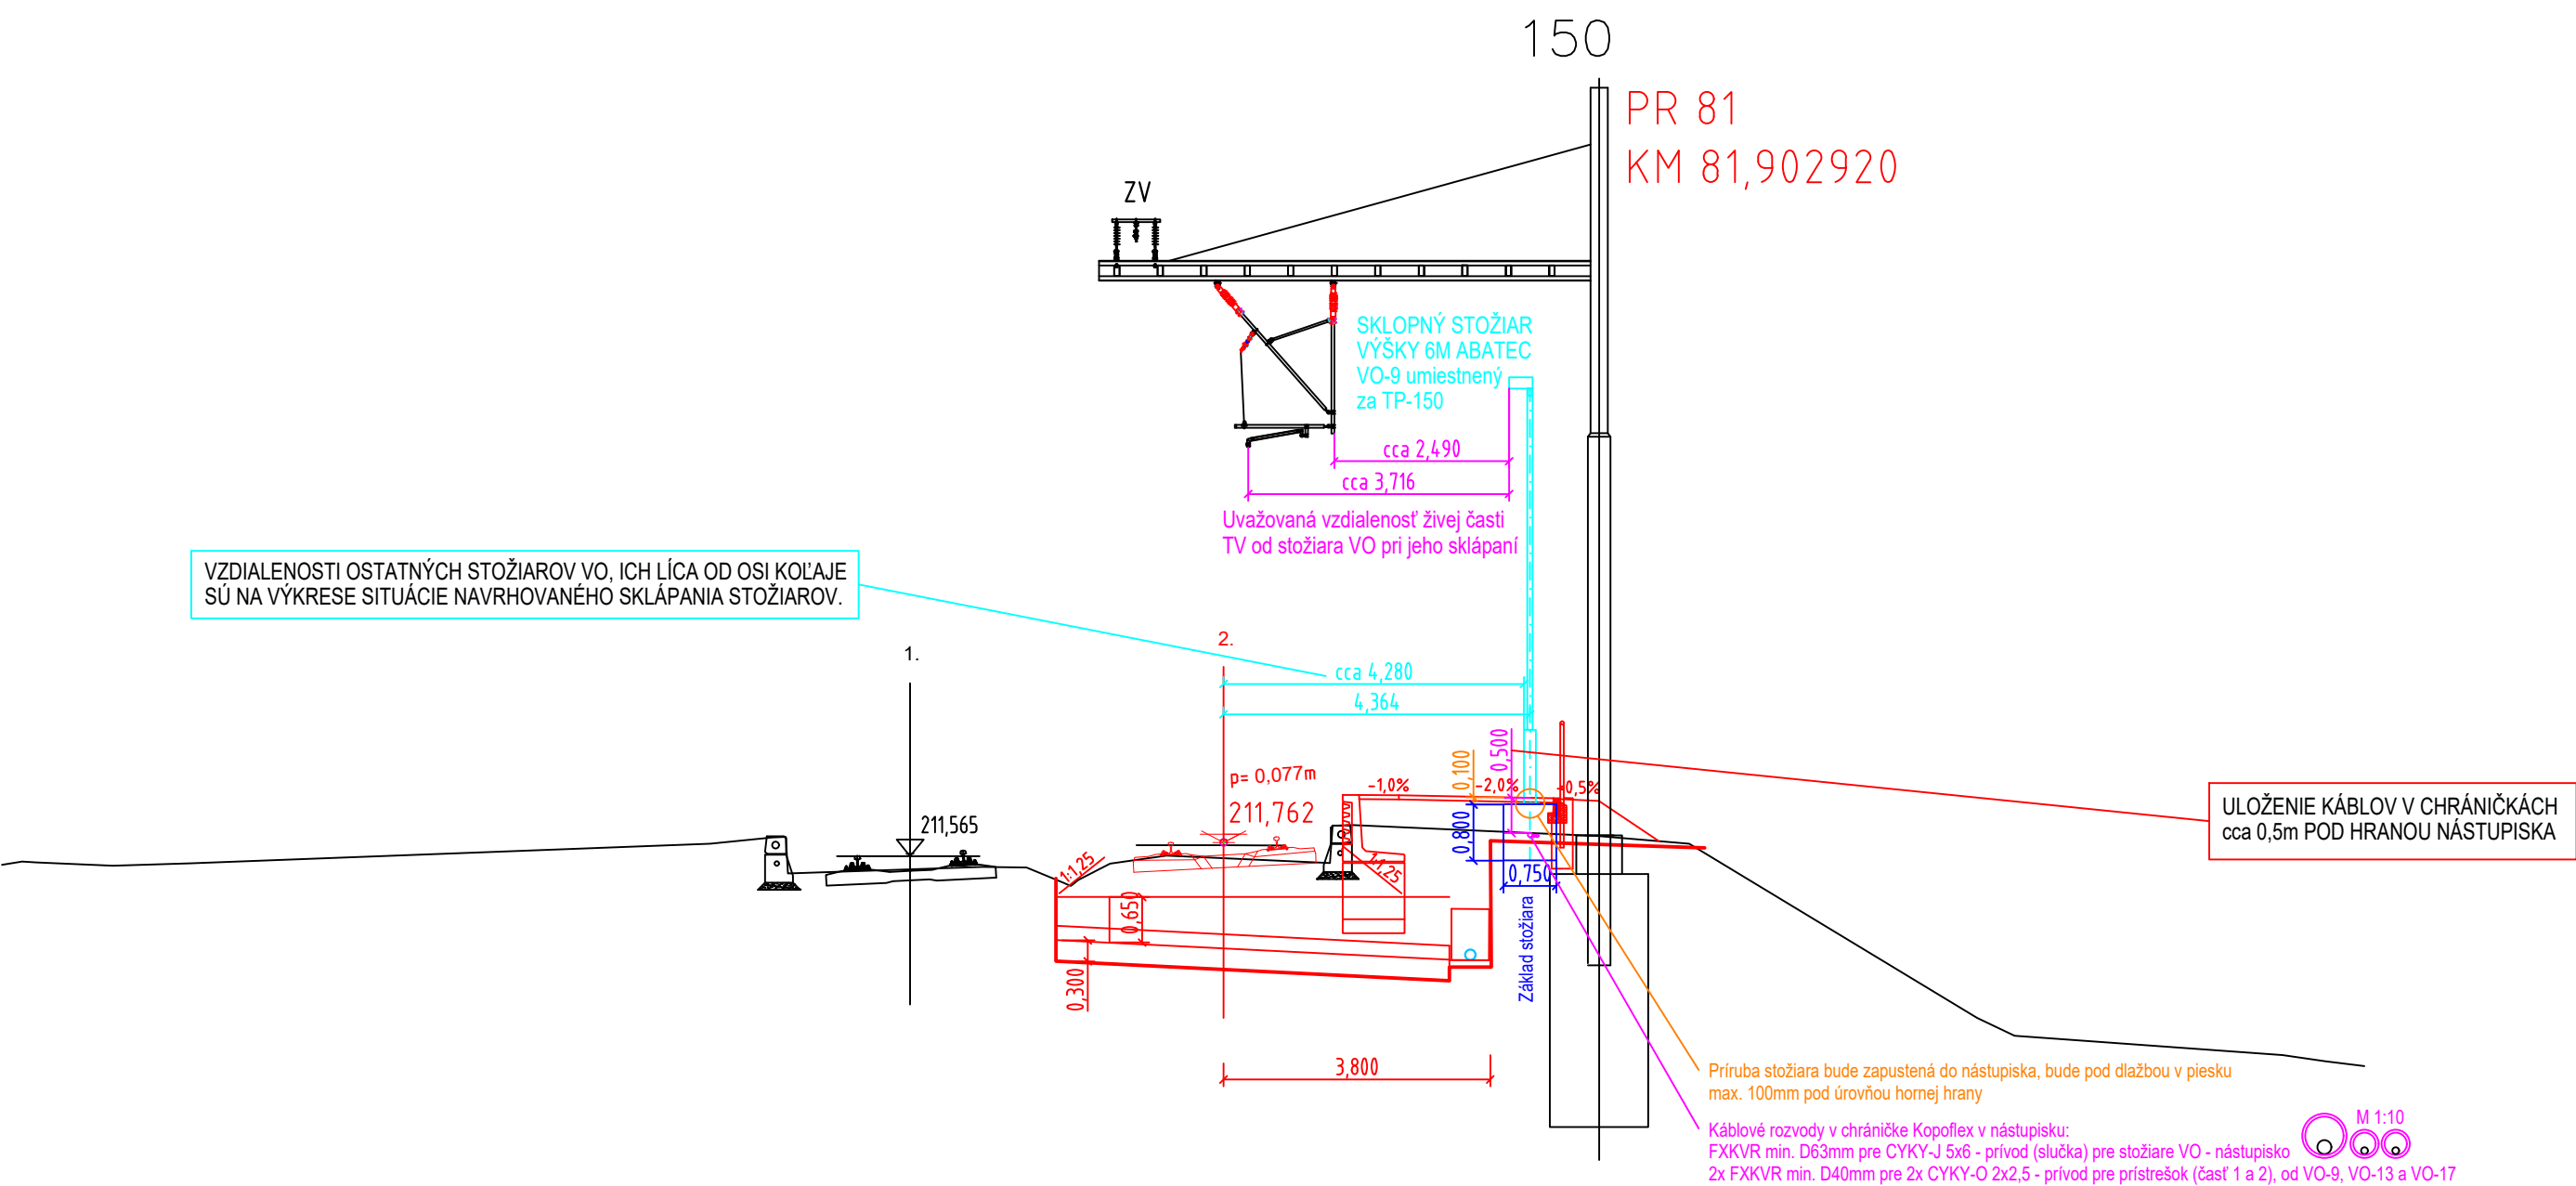 150
PR 81
KM 81,902920
ZV
SKLOPNÝ STOŽIAR
VÝŠKY 6M ABATEC
VO-9 umiestnený
za TP-150
cca 2,490
cca 3,716
Uvažovaná vzdialenosť živej časti
TV od stožiara VO pri jeho sklápaní
VZDIALENOSTI OSTATNÝCH STOŽIAROV VO, ICH LÍCA OD OSI KOĽAJE
SÚ NA VÝKRESE SITUÁCIE NAVRHOVANÉHO SKLÁPANIA STOŽIAROV.
1.
2.
cca 4,280
4,364
p= 0,077m
211,762
211,565
-1,0%
-2,0%
+0,5%
0,100
0,500
0,800
0,750
1:1,25
1:1,25
0,650
0,300
Základ stožiara
3,800
ULOŽENIE KÁBLOV V CHRÁNIČKÁCH
cca 0,5m POD HRANOU NÁSTUPISKA
Príruba stožiara bude zapustená do nástupiska, bude pod dlažbou v piesku
max. 100mm pod úrovňou hornej hrany
M 1:10
Káblové rozvody v chráničke Kopoflex v nástupisku:
FXKVR min. D63mm pre CYKY-J 5x6 - prívod (slučka) pre stožiare VO - nástupisko
2x FXKVR min. D40mm pre 2x CYKY-O 2x2,5 - prívod pre prístrešok (časť 1 a 2), od VO-9, VO-13 a VO-17